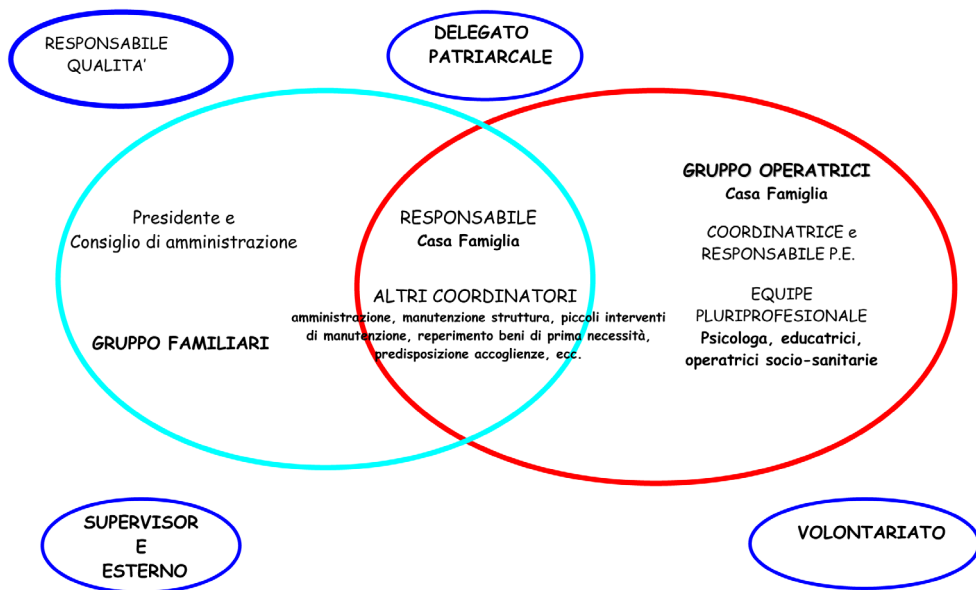 RESPONSABILE
QUALITA’
DELEGATO
PATRIARCALE
Presidente e
Consiglio di amministrazione
GRUPPO FAMILIARI
RESPONSABILE
Casa Famiglia
ALTRI COORDINATORI
amministrazione, manutenzione struttura, piccoli interventi
di manutenzione, reperimento beni di prima necessità,
predisposizione accoglienze, ecc.
GRUPPO OPERATRICI
Casa Famiglia
COORDINATRICE e
RESPONSABILE P.E.
EQUIPE
PLURIPROFESIONALE
Psicologa, educatrici,
operatrici socio-sanitarie
SUPERVISOR
E
ESTERNO
VOLONTARIATO